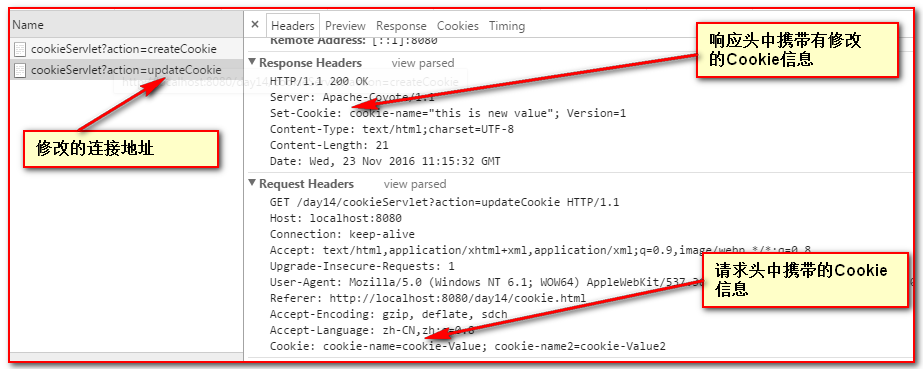 Name
cookieServlet?action=createCookie
cookieServlet?action=updateCookie
修改的连接地址
× Headers Preview Response Cookies Timing
Remote Address: [::1]:8080
Response Headers view parsed
HTTP/1.1 200 OK
Server: Apache-Coyote/1.1
Set-Cookie: cookie-name="this is new value"; Version=1
Content-Type: text/html;charset=UTF-8
Content-Length: 21
Date: Wed, 23 Nov 2016 11:15:32 GMT
响应头中携带有修改
的Cookie信息
Request Headers view parsed
GET /day14/cookieServlet?action=updateCookie HTTP/1.1
Host: localhost:8080
Connection: keep-alive
Accept: text/html,application/xhtml+xml,application/xml;q=0.9,image/webp,*/*;q=0.8
Upgrade-Insecure-Requests: 1
User-Agent: Mozilla/5.0 (Windows NT 6.1; WOW64) AppleWebKit/537.36
Referer: http://localhost:8080/day14/cookie.html
Accept-Encoding: gzip, deflate, sdch
Accept-Language: zh-CN,zh;q=0.8
Cookie: cookie-name=cookie-Value; cookie-name2=cookie-Value2
请求头中携带的Cookie
信息